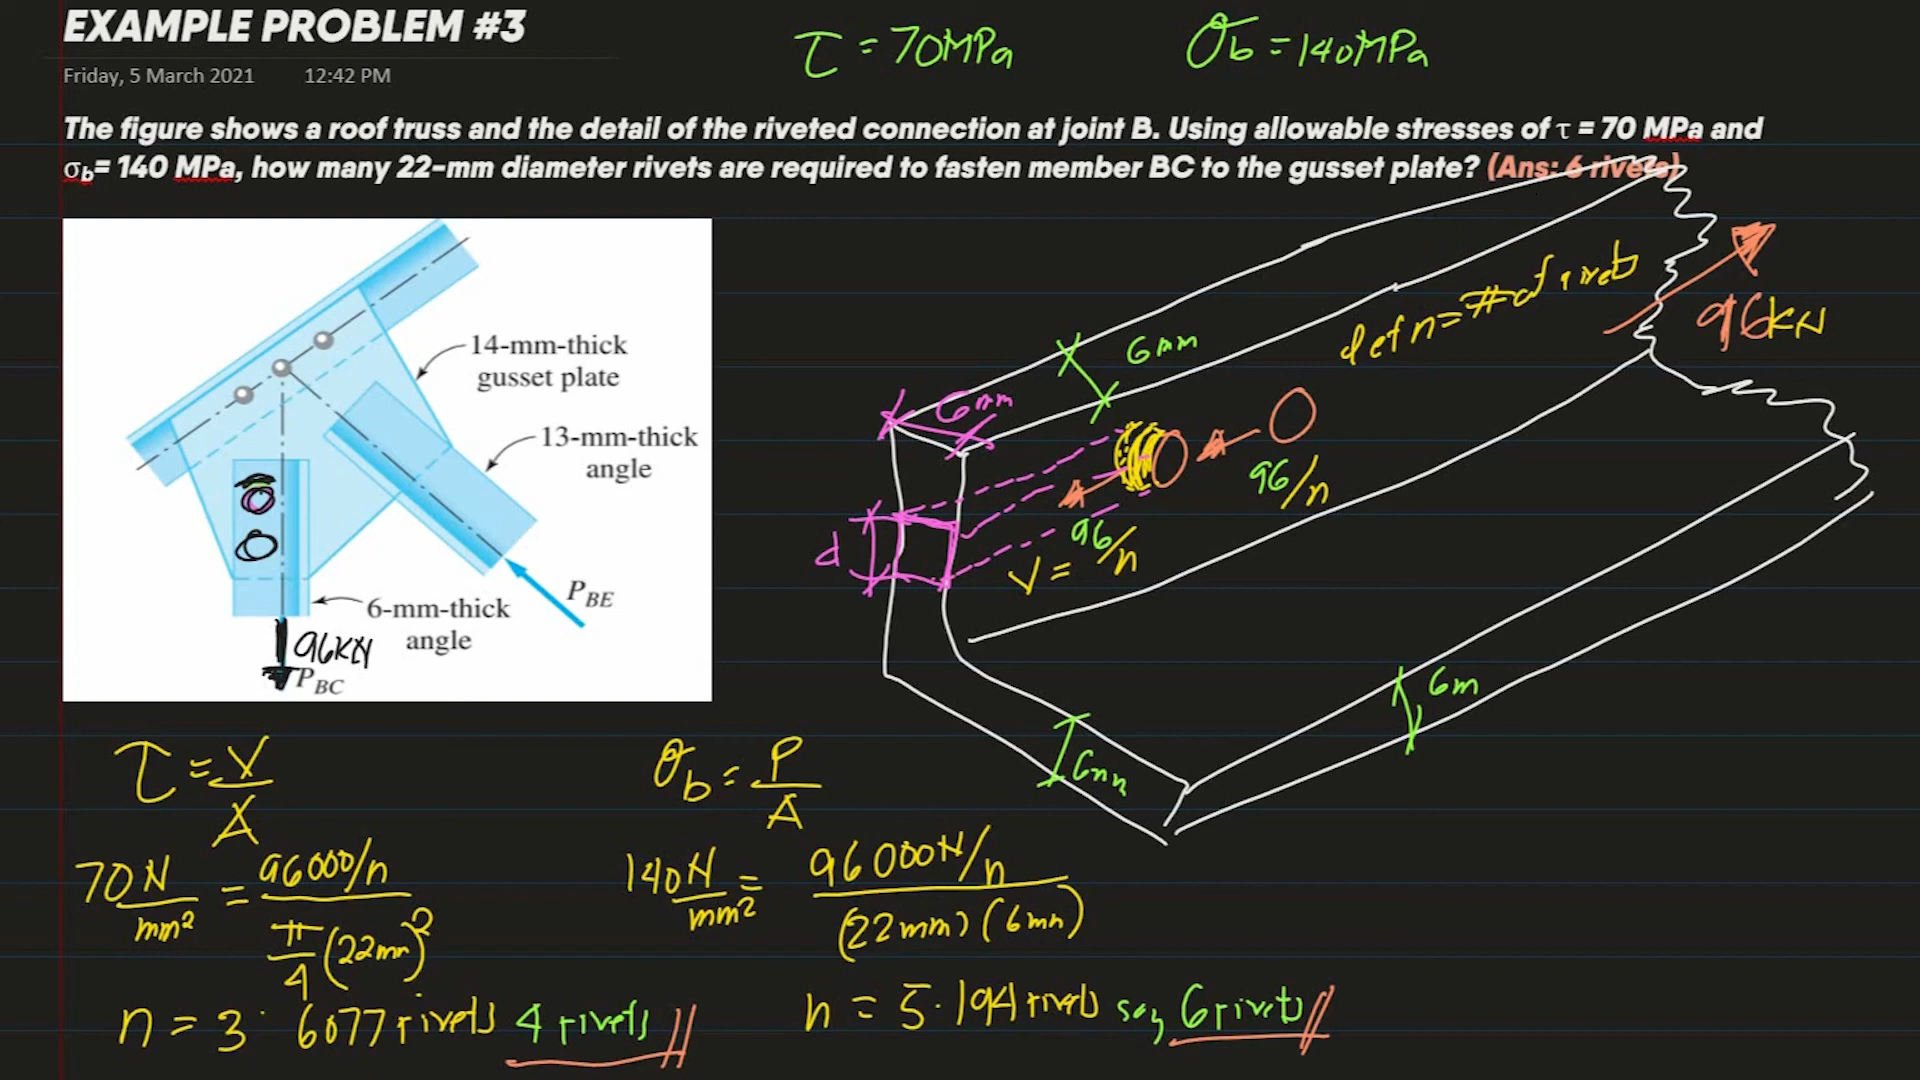 EXAMPLE PROBLEM #3
Friday, 5 March 2021 12:42 PM
τ = 70MPa σb = 140MPa
The figure shows a roof truss and the detail of the riveted connection at joint B. Using allowable stresses of τ = 70 MPa and
σb= 140 MPa, how many 22-mm diameter rivets are required to fasten member BC to the gusset plate? (Ans: 6 rivets)
14-mm-thick
gusset plate
13-mm-thick
angle
6-mm-thick
angle
PBE
96KN
PBC
let n = # of rivets
96KN
6mm
6mm
96/n
d
V = 96/n
6m
6mm
τ = V/A
70N/mm² = 96000/n / π/4 (22mm)²
n = 3.6077 rivets 4 rivets
σb = P/A
140N/mm² = 96000N/n / (22mm)(6mm)
n = 5.194 rivets say 6 rivets